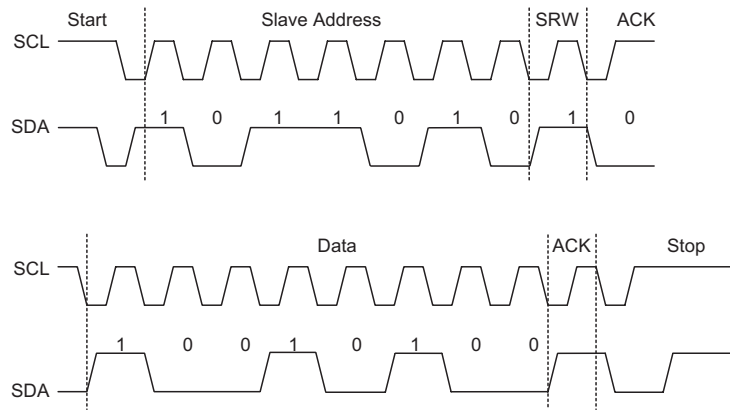 Start Slave Address SRW ACK
SCL
1 0 1 1 0 1 0 1 0
SDA
Data ACK Stop
SCL
1 0 0 1 0 1 0 0
SDA